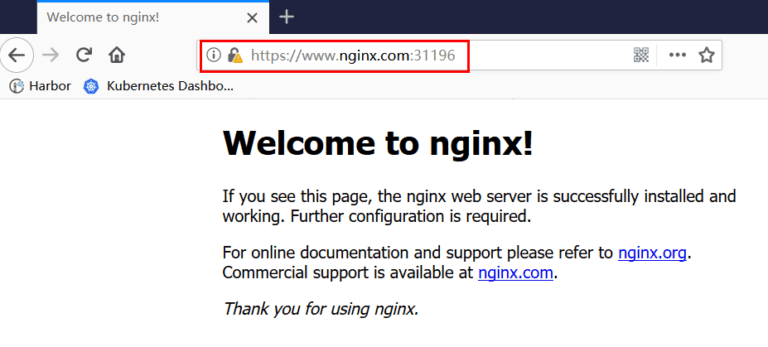 Welcome to nginx!
https://www.nginx.com:31196
Harbor
Kubernetes Dashbo...
Welcome to nginx!
If you see this page, the nginx web server is successfully installed and
working. Further configuration is required.
For online documentation and support please refer to nginx.org.
Commercial support is available at nginx.com.
Thank you for using nginx.